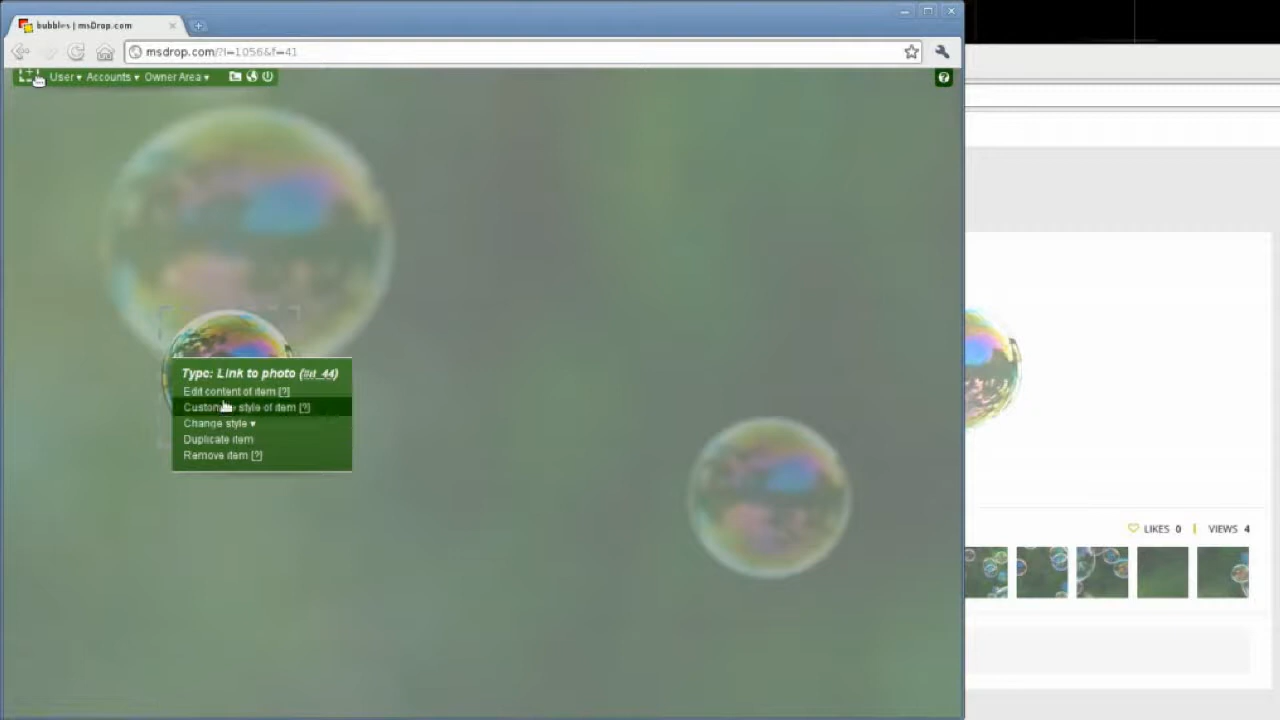 bubbles | msDrop.com
msdrop.com/?l=1056&f=41
User ▾ Accounts ▾ Owner Area ▾
Type: Link to photo (list_44)
Edit content of item [?]
style of item [?]
Change style ▾
Duplicate item
Remove item [?]
LIKES 0 | VIEWS 4